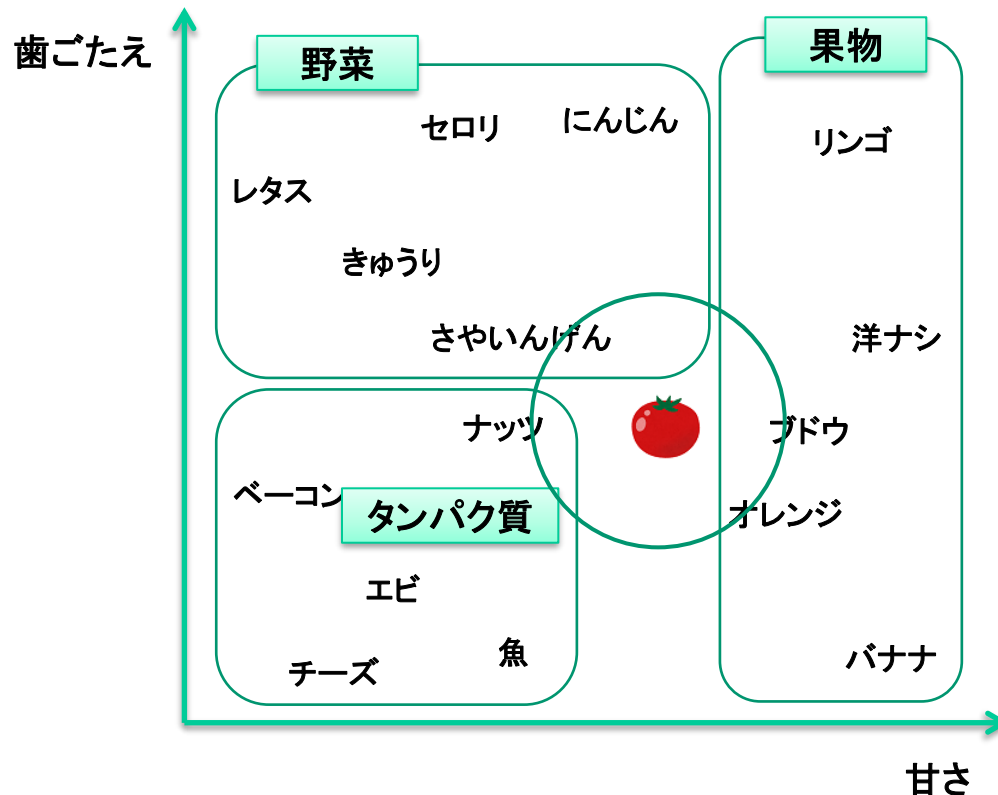 歯ごたえ
野菜
果物
セロリ
にんじん
リンゴ
レタス
きゅうり
さやいんげん
洋ナシ
ナッツ
ブドウ
ベーコン
タンパク質
オレンジ
エビ
魚
チーズ
バナナ
甘さ